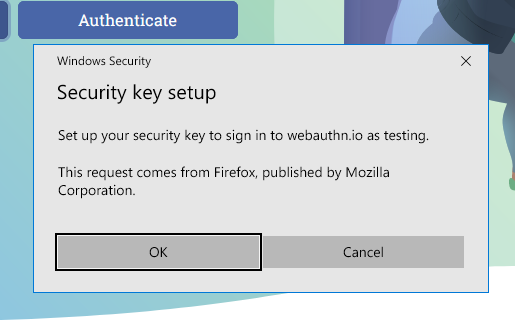 Authenticate
Windows Security
Security key setup
Set up your security key to sign in to webauthn.io as testing.
This request comes from Firefox, published by Mozilla
Corporation.
OK
Cancel